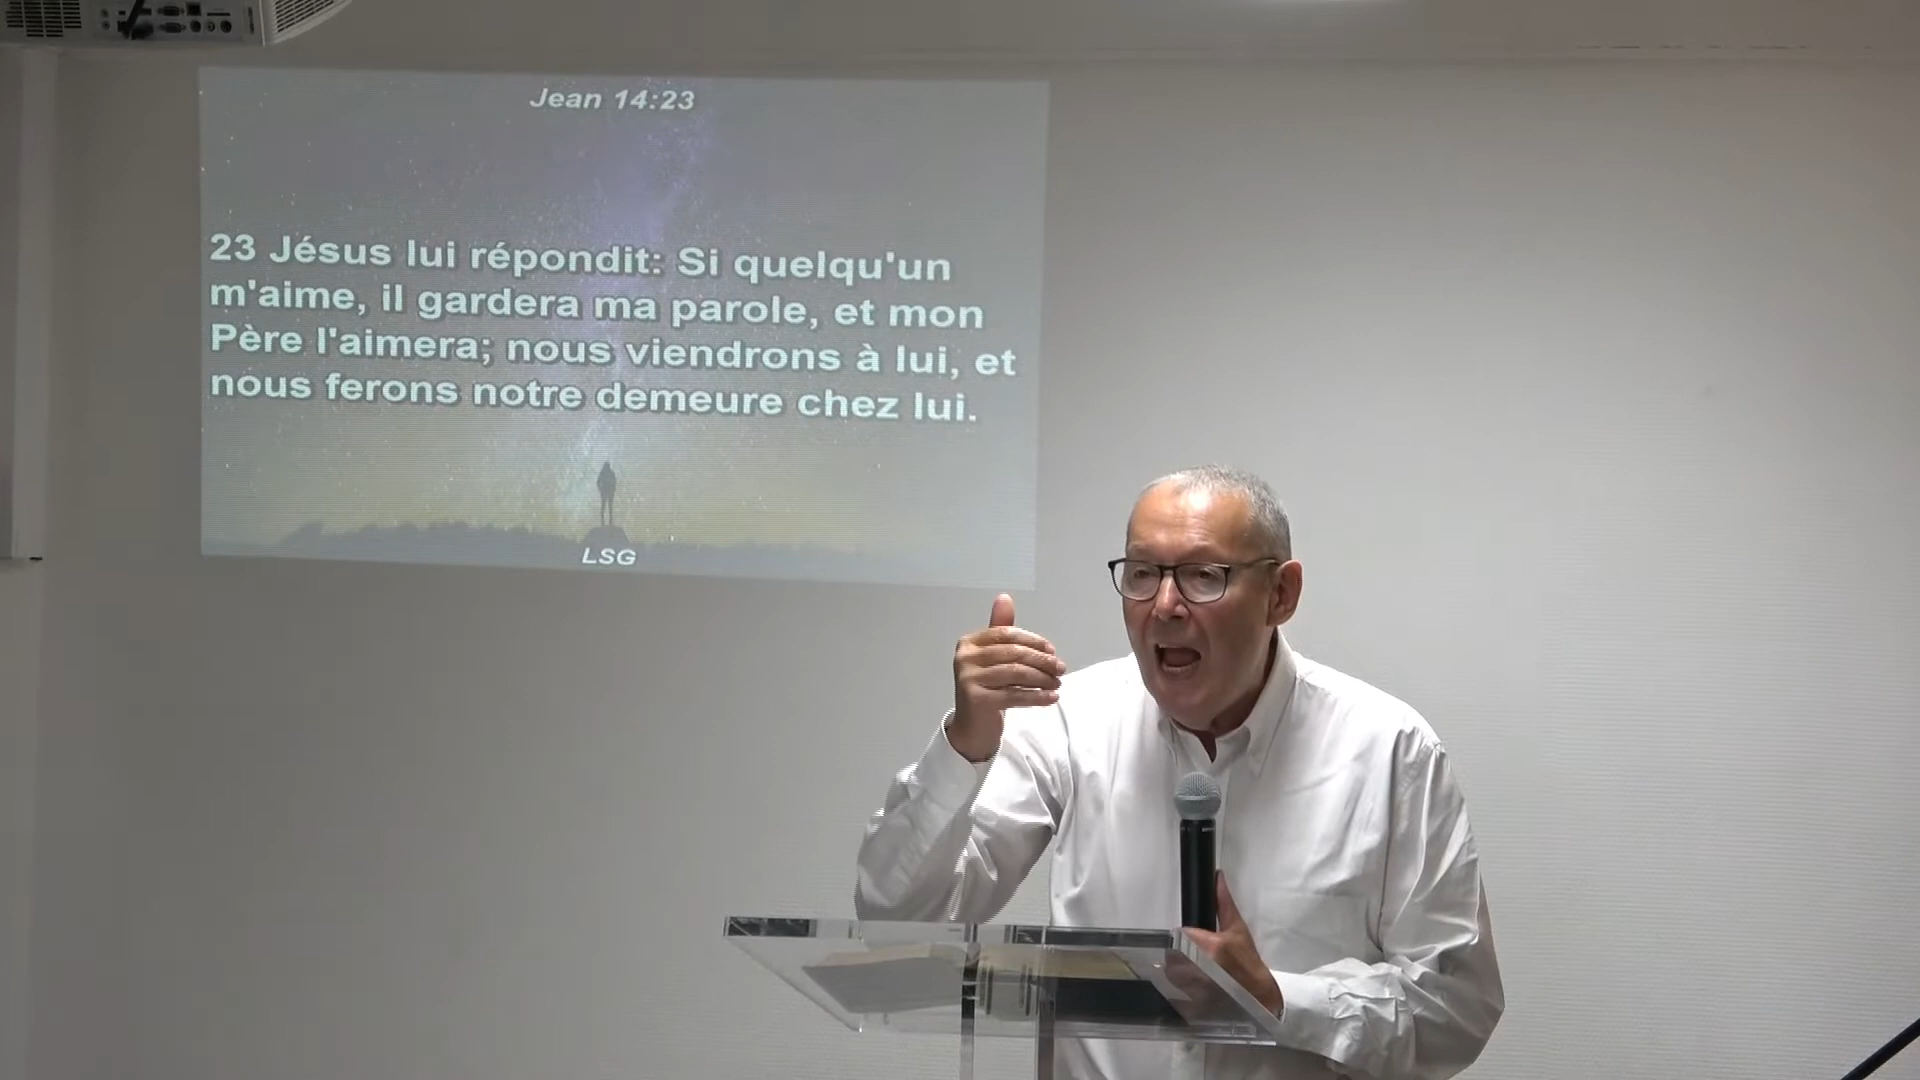 Jean 14:23
23 Jésus lui répondit: Si quelqu'un
m'aime, il gardera ma parole, et mon
Père l'aimera; nous viendrons à lui, et
nous ferons notre demeure chez lui.
LSG